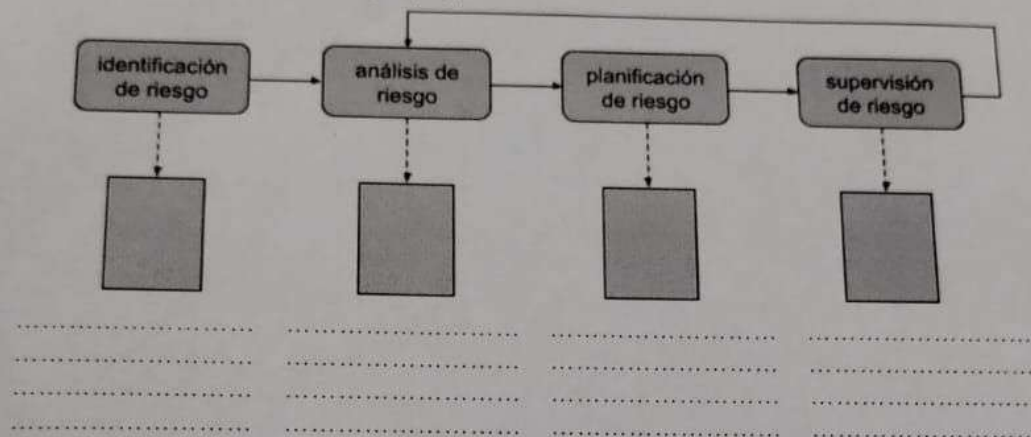 identificación
de riesgo
análisis de
riesgo
planificación
de riesgo
supervisión
de riesgo